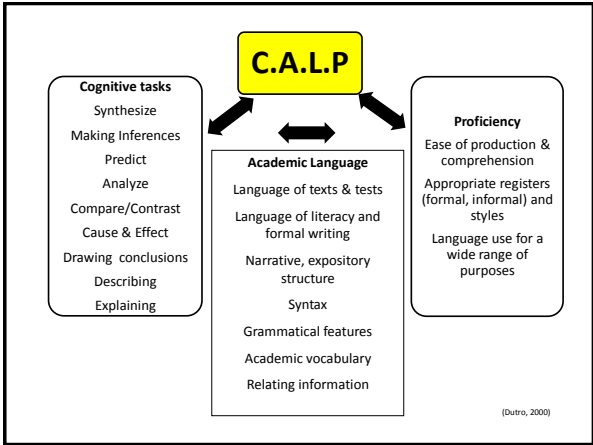 C.A.L.P
Cognitive tasks
Synthesize
Making Inferences
Predict
Analyze
Compare/Contrast
Cause & Effect
Drawing conclusions
Describing
Explaining
Academic Language
Language of texts & tests
Language of literacy and
formal writing
Narrative, expository
structure
Syntax
Grammatical features
Academic vocabulary
Relating information
Proficiency
Ease of production &
comprehension
Appropriate registers
(formal, informal) and
styles
Language use for a
wide range of
purposes
(Dutro, 2000)